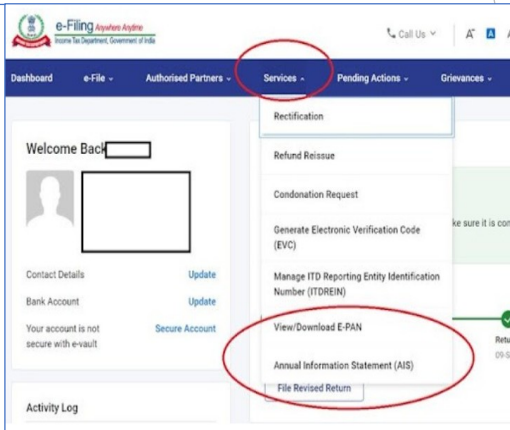 e-Filing Anywhere Anytime
Income Tax Department, Government of India
Call Us
A
Dashboard
e-File
Authorised Partners
Services
Pending Actions
Grievances
Welcome Back
Contact Details
Update
Bank Account
Update
Your account is not
secure with e-vault
Secure Account
Activity Log
Rectification
Refund Reissue
Condonation Request
Generate Electronic Verification Code
(EVC)
Manage ITD Reporting Entity Identification
Number (ITDREIN)
View/Download E-PAN
Annual Information Statement (AIS)
File Revised Return
ke sure it is con
Retu
09-S